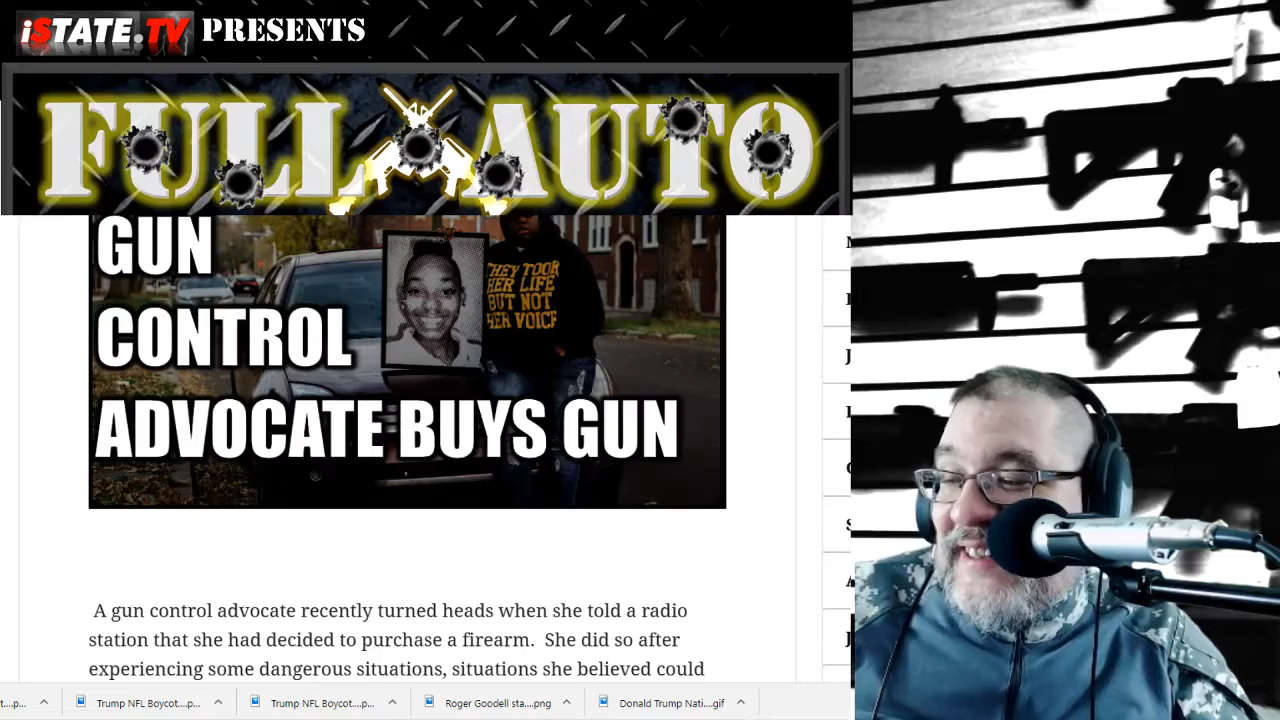 iSTATE.TV PRESENTS
FULL AUTO
GUN
CONTROL
ADVOCATE BUYS GUN
THEY TOOK
HER LIFE
BUT NOT
HER VOICE
A gun control advocate recently turned heads when she told a radio
station that she had decided to purchase a firearm. She did so after
experiencing some dangerous situations, situations she believed could
t....p...
Trump NFL Boycot....p...
Trump NFL Boycot....p...
Roger Goodell sta....png
Donald Trump Nati....gif